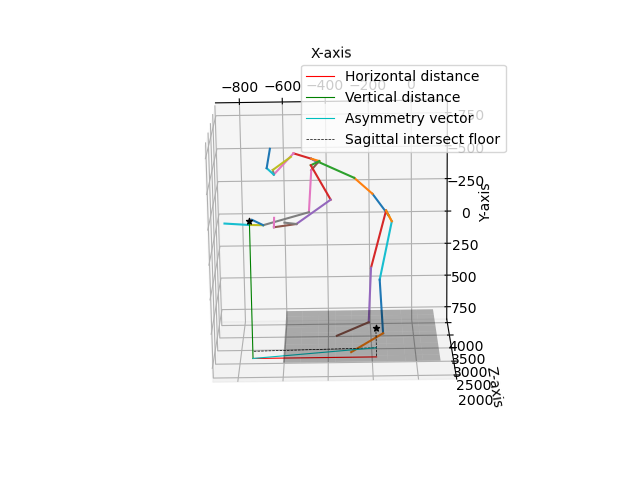 X-axis
−800 −600 −400 −200 0
Horizontal distance
Vertical distance
Asymmetry vector
Sagittal intersect floor
−750
−500
−250
0
250
500
750
Y-axis
4000
3500
3000
2500
2000
Z-axis